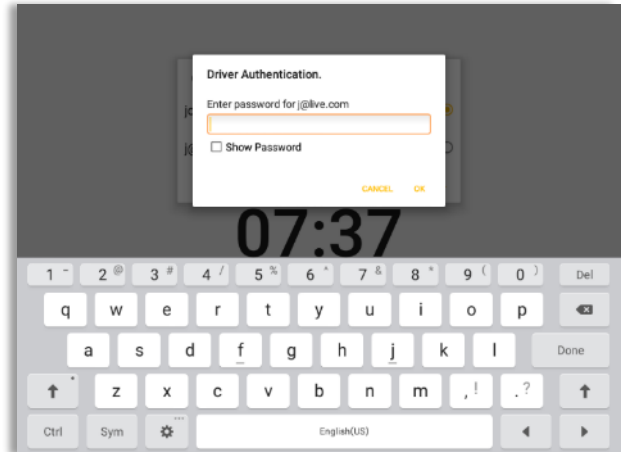 Driver Authentication.
Enter password for j@live.com
Show Password
CANCEL OK
07:37
1 - 2 @ 3 # 4 / 5 % 6 ^ 7 & 8 * 9 ( 0 ) Del
q w e r t y u i o p
a s d f g h j k l Done
z x c v b n m , ! . ?
Ctrl Sym English(US)